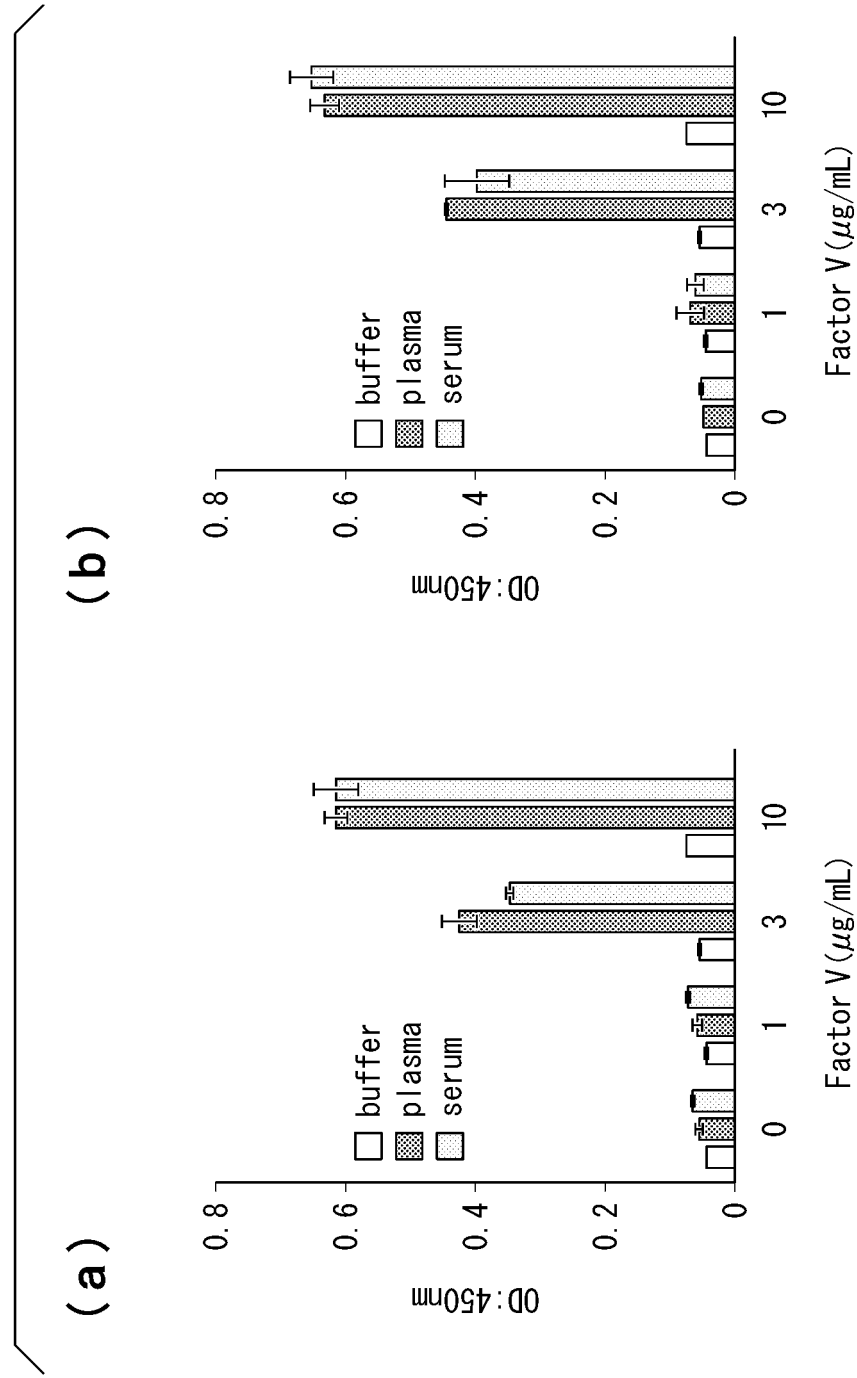 (a)
OD:450nm
0.8
0.6
0.4
0.2
0
buffer
plasma
serum
0 1 3 10
Factor V (μg/mL)
(b)
OD:450nm
0.8
0.6
0.4
0.2
0
buffer
plasma
serum
0 1 3 10
Factor V (μg/mL)